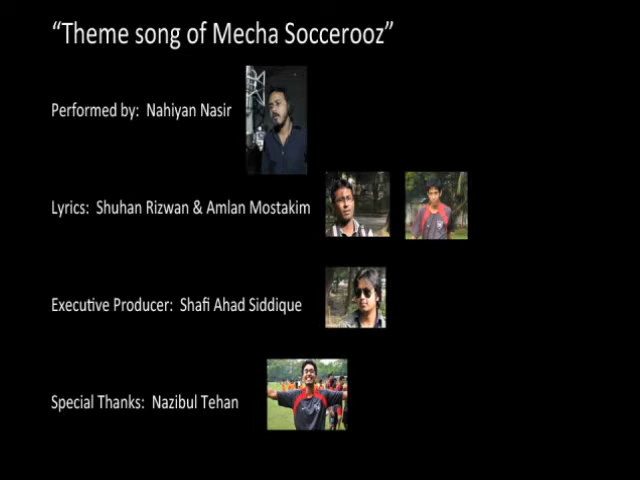 “Theme song of Mecha Soccerooz”
Performed by: Nahiyan Nasir
Lyrics: Shuhan Rizwan & Amlan Mostakim
Executive Producer: Shafi Ahad Siddique
Special Thanks: Nazibul Tehan